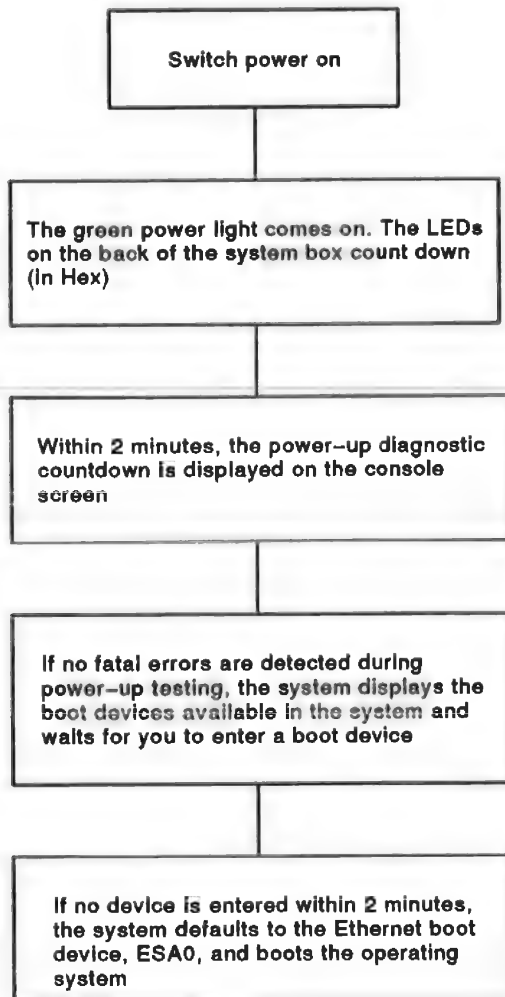 Switch power on
The green power light comes on. The LEDs
on the back of the system box count down
(in Hex)
Within 2 minutes, the power–up diagnostic
countdown is displayed on the console
screen
If no fatal errors are detected during
power–up testing, the system displays the
boot devices available in the system and
waits for you to enter a boot device
If no device is entered within 2 minutes,
the system defaults to the Ethernet boot
device, ESA0, and boots the operating
system